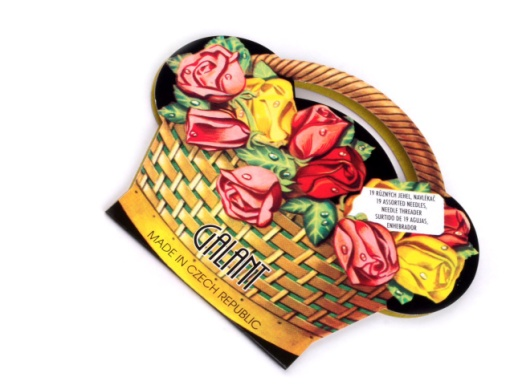 19 RŮZNÝCH JEHEL, NAVLÉKAČ
19 ASSORTED NEEDLES,
NEEDLE THREADER
SURTIDO DE 19 AGUJAS,
ENHEBRADOR
GALANT
MADE IN CZECH REPUBLIC